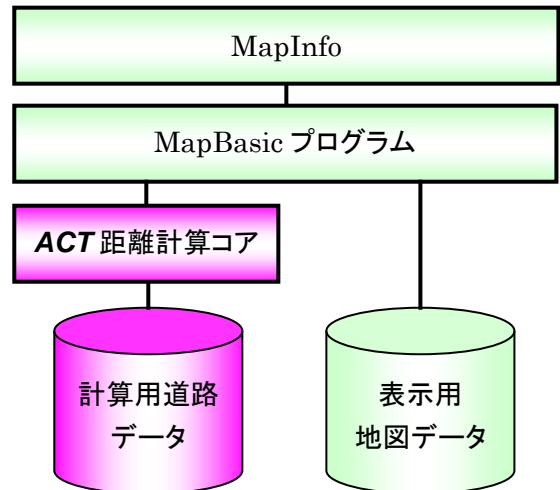 MapInfo
MapBasic プログラム
ACT 距離計算コア
計算用道路
データ
表示用
地図データ